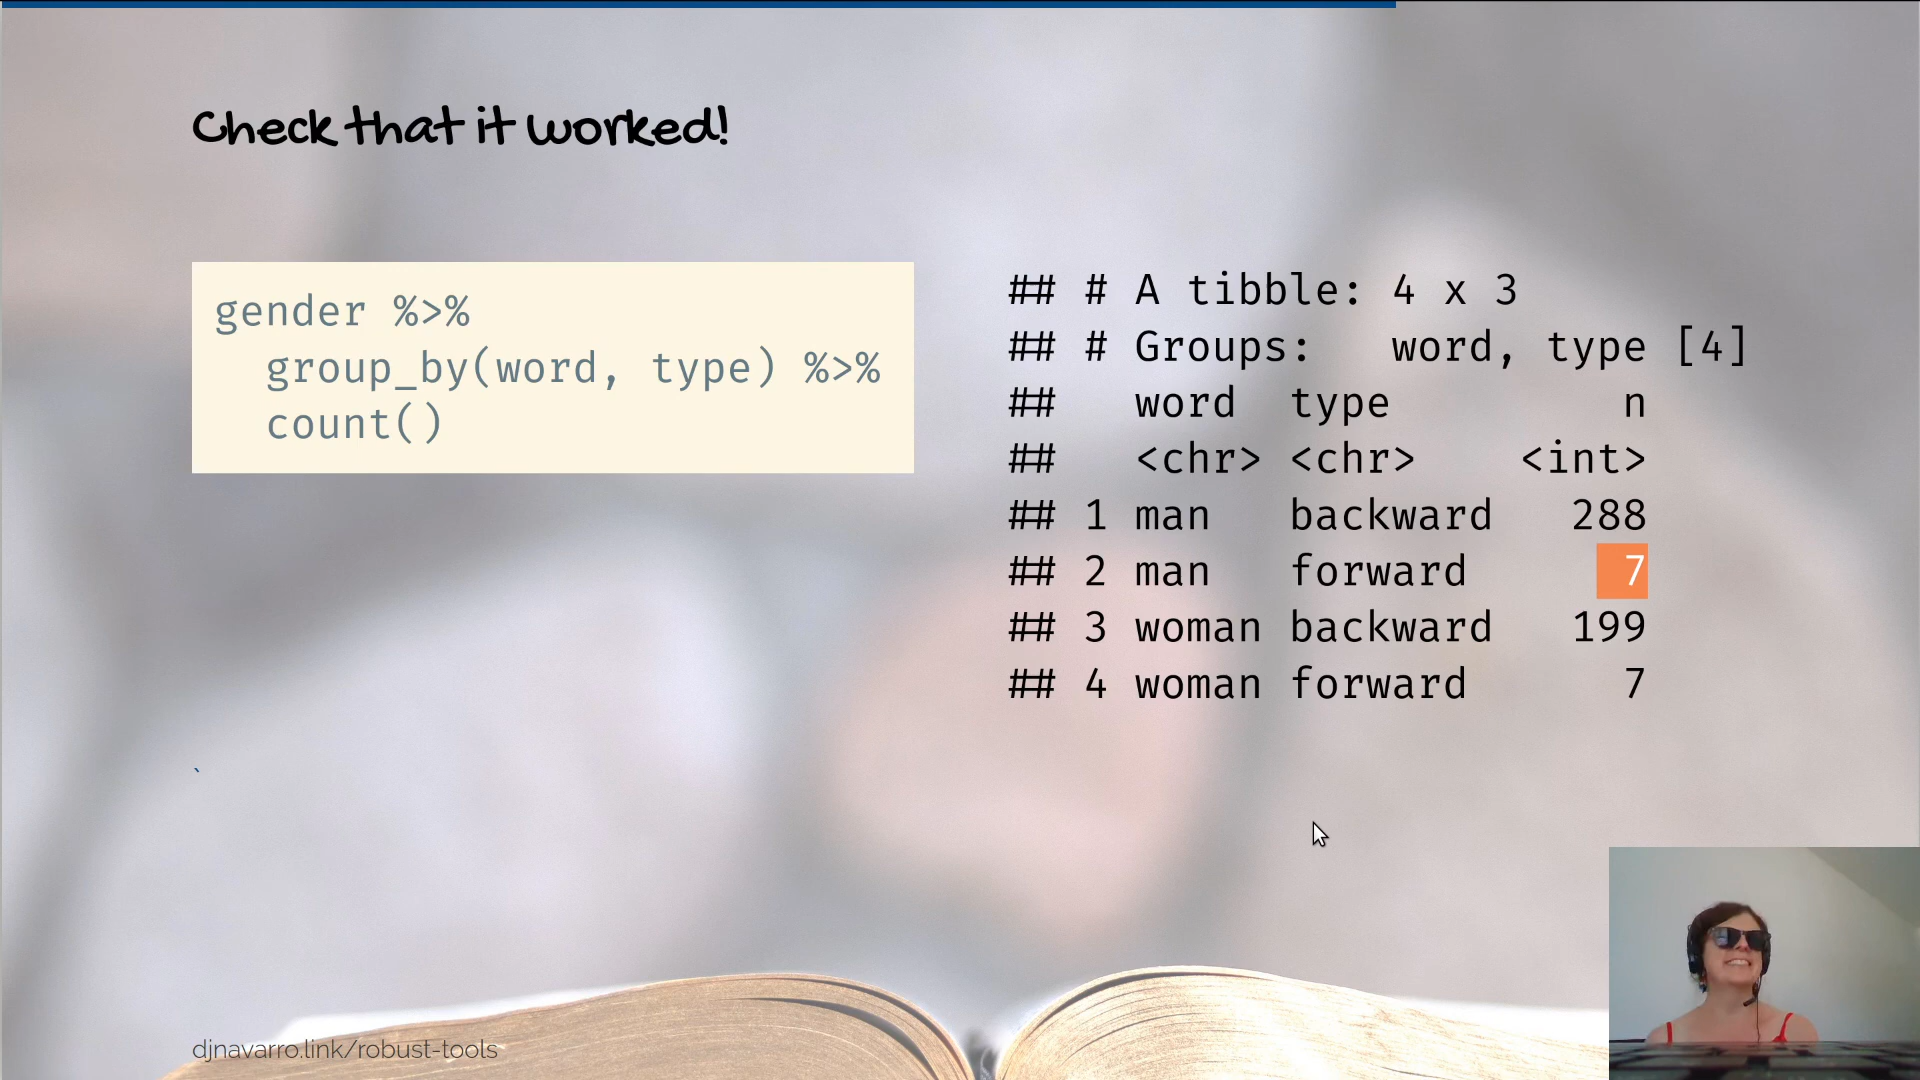 Check that it worked!
gender %>%
  group_by(word, type) %>%
  count()
## # A tibble: 4 x 3
## # Groups:   word, type [4]
##   word  type         n
##   <chr> <chr>    <int>
## 1 man   backward   288
## 2 man   forward      7
## 3 woman backward   199
## 4 woman forward      7
`
djnavarro.link/robust-tools